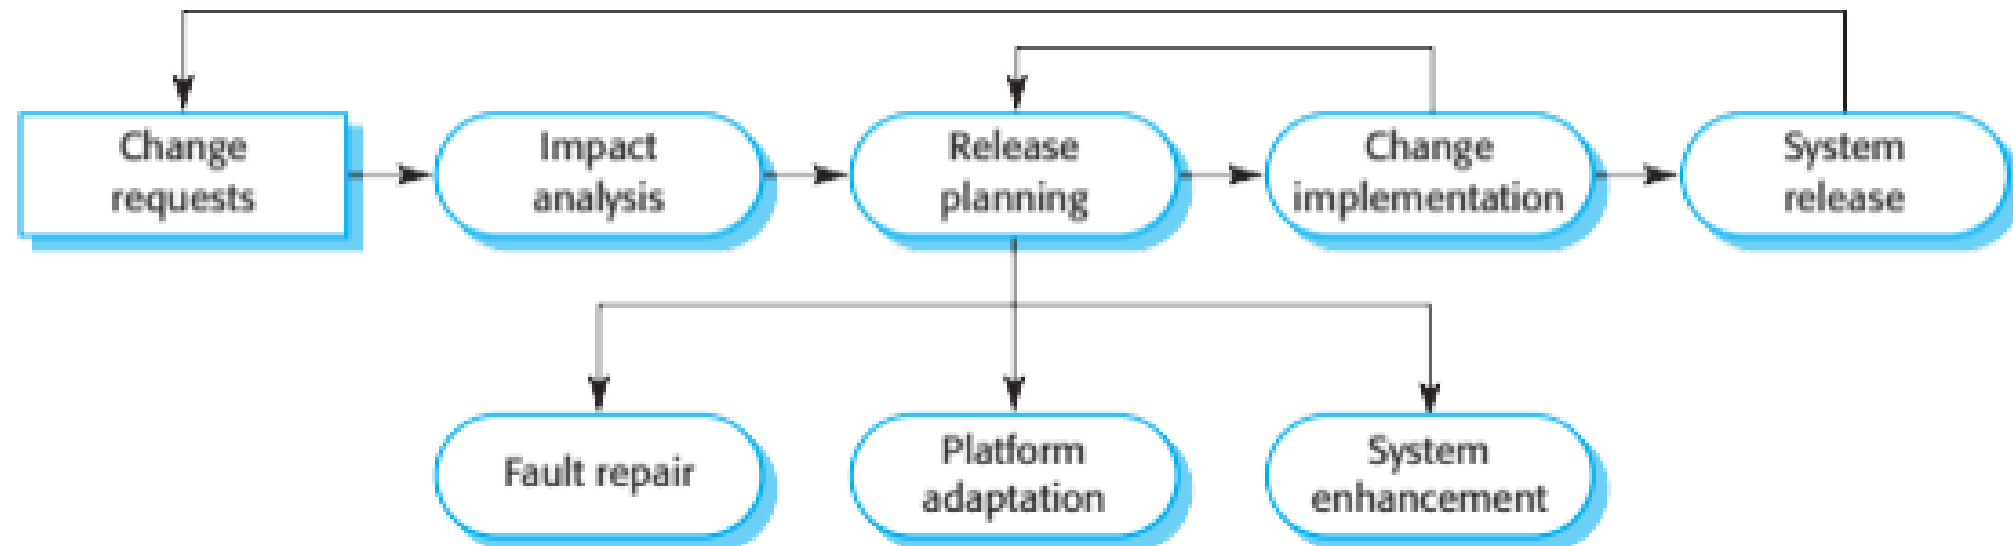 Change
requests
Impact
analysis
Release
planning
Change
implementation
System
release
Fault repair
Platform
adaptation
System
enhancement